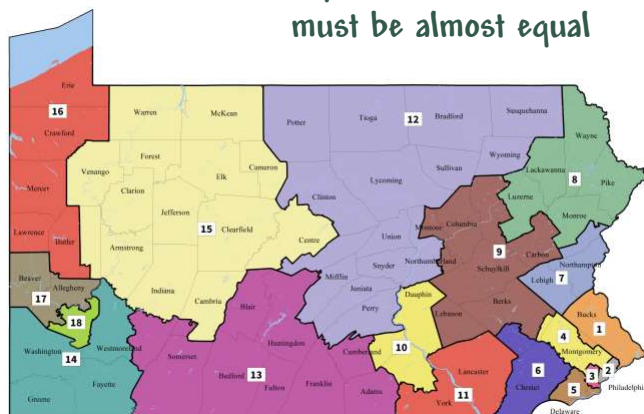 must be almost equal
Erie
16
Crawford
Warren
McKean
Potter
Tioga
12
Bradford
Susquehanna
Wayne
Forest
Venango
Elk
Cameron
Wyoming
Sullivan
Lackawanna
8
Pike
Mercer
Clarion
Lycoming
Luzerne
Clinton
Jefferson
Monroe
Columbia
Montour
Lawrence
Butler
15
Clearfield
Centre
Union
9
Carbon
Northampton
Armstrong
Snyder
Northumberland
Schuylkill
7
Lehigh
Beaver
Allegheny
Mifflin
Juniata
Indiana
17
Cambria
Blair
Perry
Dauphin
Lebanon
Berks
Bucks
1
18
4
Montgomery
Westmoreland
Washington
14
Huntingdon
Cumberland
10
2
Somerset
13
Lancaster
6
3
Philadelphi
Bedford
Fulton
Franklin
Adams
York
11
Chester
5
Fayette
Greene
Delaware